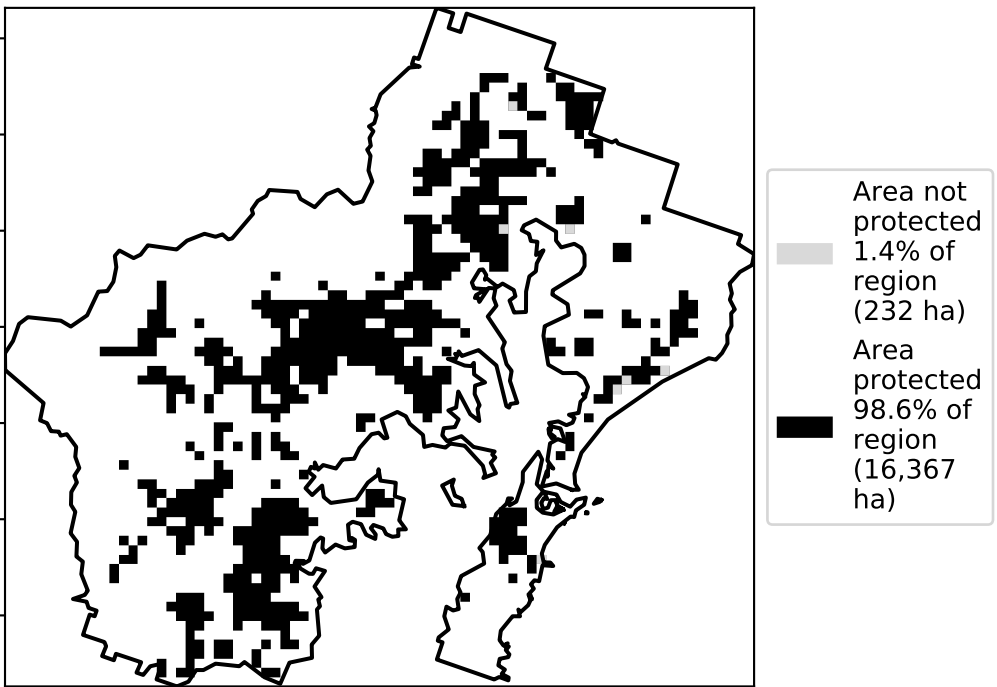 Area not
protected
1.4% of
region
(232 ha)
Area
protected
98.6% of
region
(16,367
ha)